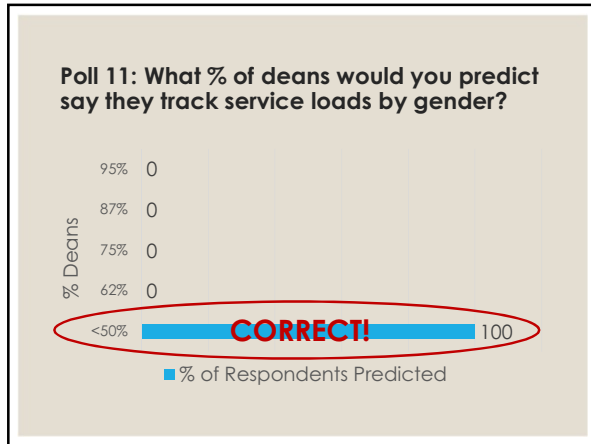 Poll 11: What % of deans would you predict
say they track service loads by gender?
% Deans
95% 0
87% 0
75% 0
62% 0
<50% CORRECT! 100
% of Respondents Predicted